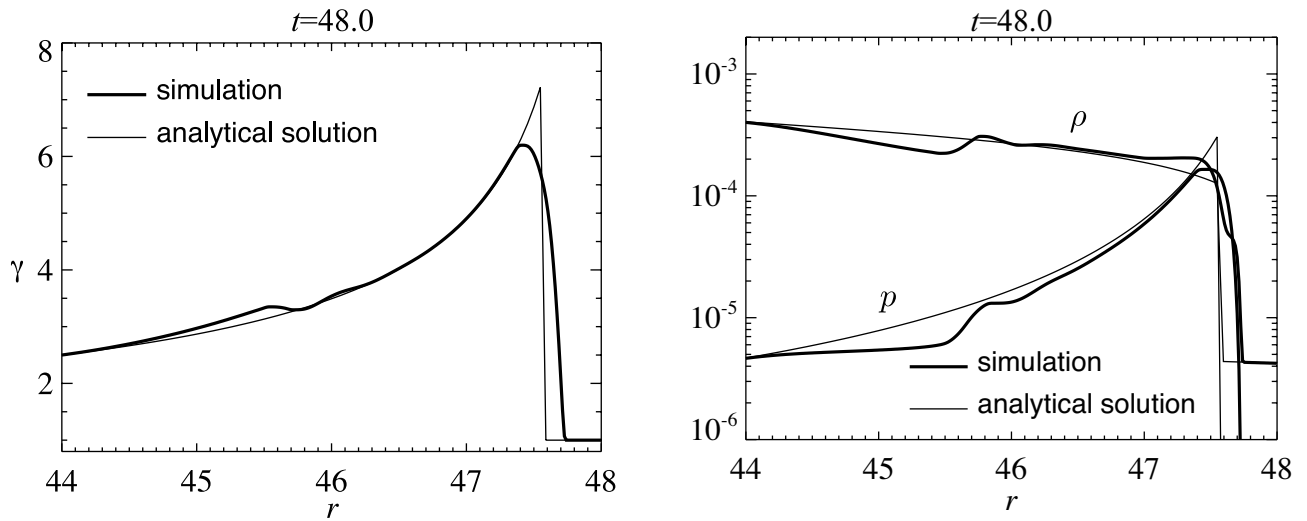 t=48.0
8
6
4
2
γ
simulation
analytical solution
44 45 46 47 48
r
t=48.0
10-3
10-4
10-5
10-6
ρ
p
simulation
analytical solution
44 45 46 47 48
r